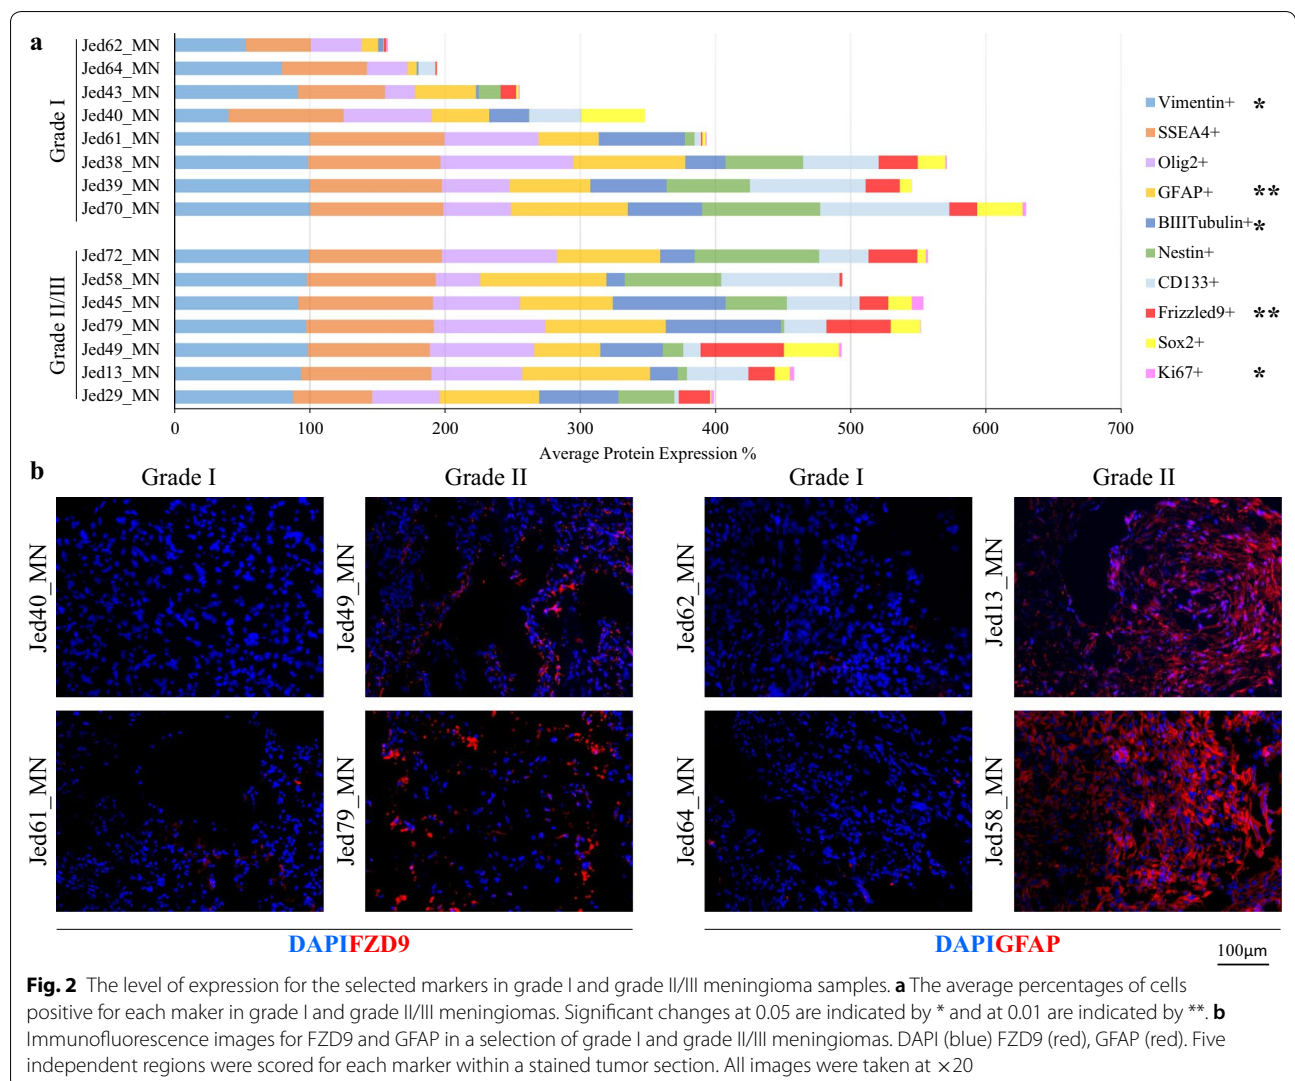 a
Grade I
Jed62_MN
Jed64_MN
Jed43_MN
Jed40_MN
Jed61_MN
Jed38_MN
Jed39_MN
Jed70_MN
Grade II/III
Jed72_MN
Jed58_MN
Jed45_MN
Jed79_MN
Jed49_MN
Jed13_MN
Jed29_MN
0 100 200 300 400 500 600 700
Average Protein Expression %
Vimentin+ *
SSEA4+
Olig2+
GFAP+ **
BIIITubulin+ *
Nestin+
CD133+
Frizzled9+ **
Sox2+
Ki67+ *
b
Grade I Grade II Grade I Grade II
Jed40_MN Jed49_MN Jed62_MN Jed13_MN
Jed61_MN Jed79_MN Jed64_MN Jed58_MN
DAPIFZD9 DAPIGFAP
100µm
Fig. 2 The level of expression for the selected markers in grade I and grade II/III meningioma samples. a The average percentages of cells
positive for each maker in grade I and grade II/III meningiomas. Significant changes at 0.05 are indicated by * and at 0.01 are indicated by **. b
Immunofluorescence images for FZD9 and GFAP in a selection of grade I and grade II/III meningiomas. DAPI (blue) FZD9 (red), GFAP (red). Five
independent regions were scored for each marker within a stained tumor section. All images were taken at ×20